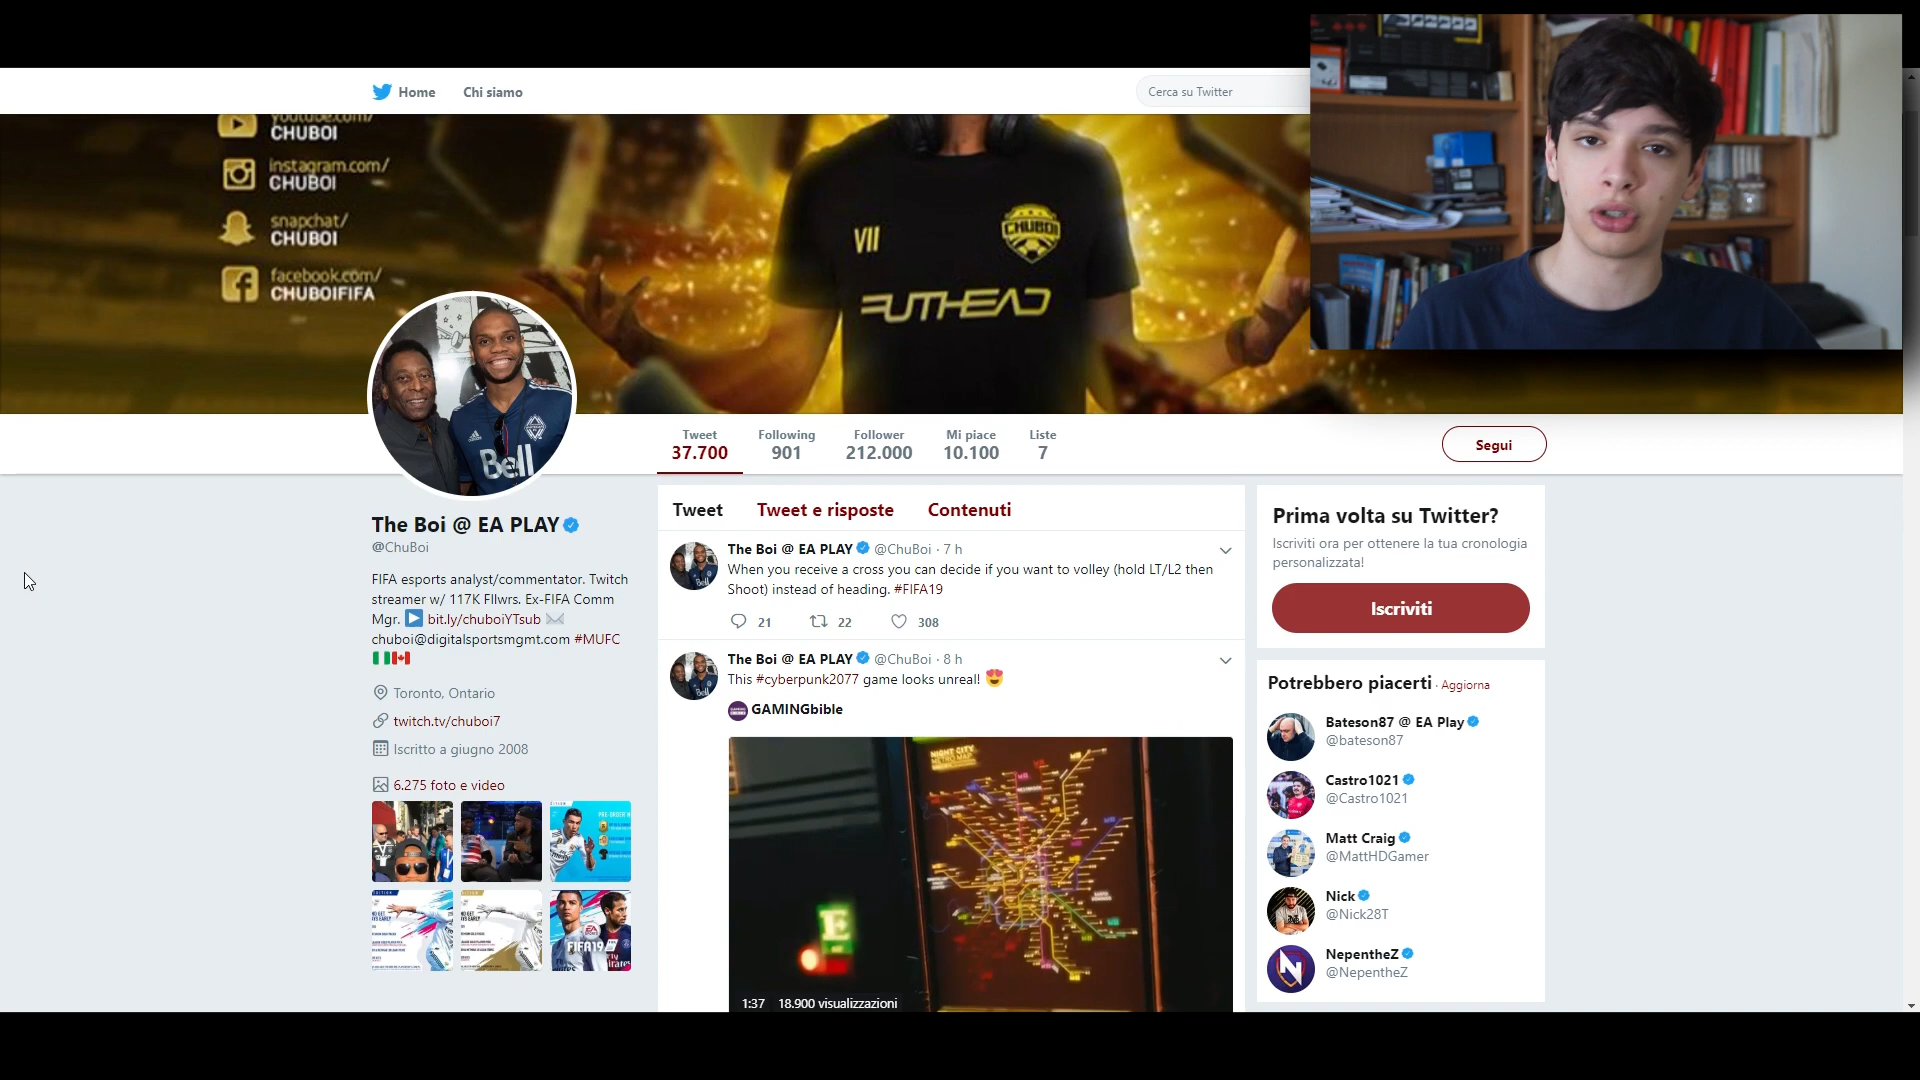 Home
Chi siamo
Cerca su Twitter
youtube.com/
CHUBOI
instagram.com/
CHUBOI
snapchat/
CHUBOI
facebook.com/
CHUBOIFIFA
VII
CHUBOI
FUTHEAD
Bell
Tweet
37.700
Following
901
Follower
212.000
Mi piace
10.100
Liste
7
Segui
The Boi @ EA PLAY
@ChuBoi
FIFA esports analyst/commentator. Twitch
streamer w/ 117K Fllwrs. Ex-FIFA Comm
Mgr. bit.ly/chuboiYTsub
chuboi@digitalsportsmgmt.com #MUFC
Toronto, Ontario
twitch.tv/chuboi7
Iscritto a giugno 2008
6.275 foto e video
FIFA19
Tweet
Tweet e risposte
Contenuti
The Boi @ EA PLAY @ChuBoi · 7 h
When you receive a cross you can decide if you want to volley (hold LT/L2 then
Shoot) instead of heading. #FIFA19
21
22
308
The Boi @ EA PLAY @ChuBoi · 8 h
This #cyberpunk2077 game looks unreal! 😍
GAMINGbible
NIGHT CITY
METRO MAP
E
1:37
18.900 visualizzazioni
Prima volta su Twitter?
Iscriviti ora per ottenere la tua cronologia
personalizzata!
Iscriviti
Potrebbero piacerti · Aggiorna
Bateson87 @ EA Play
@bateson87
Castro1021
@Castro1021
Matt Craig
@MattHDGamer
Nick
@Nick28T
NepentheZ
@NepentheZ